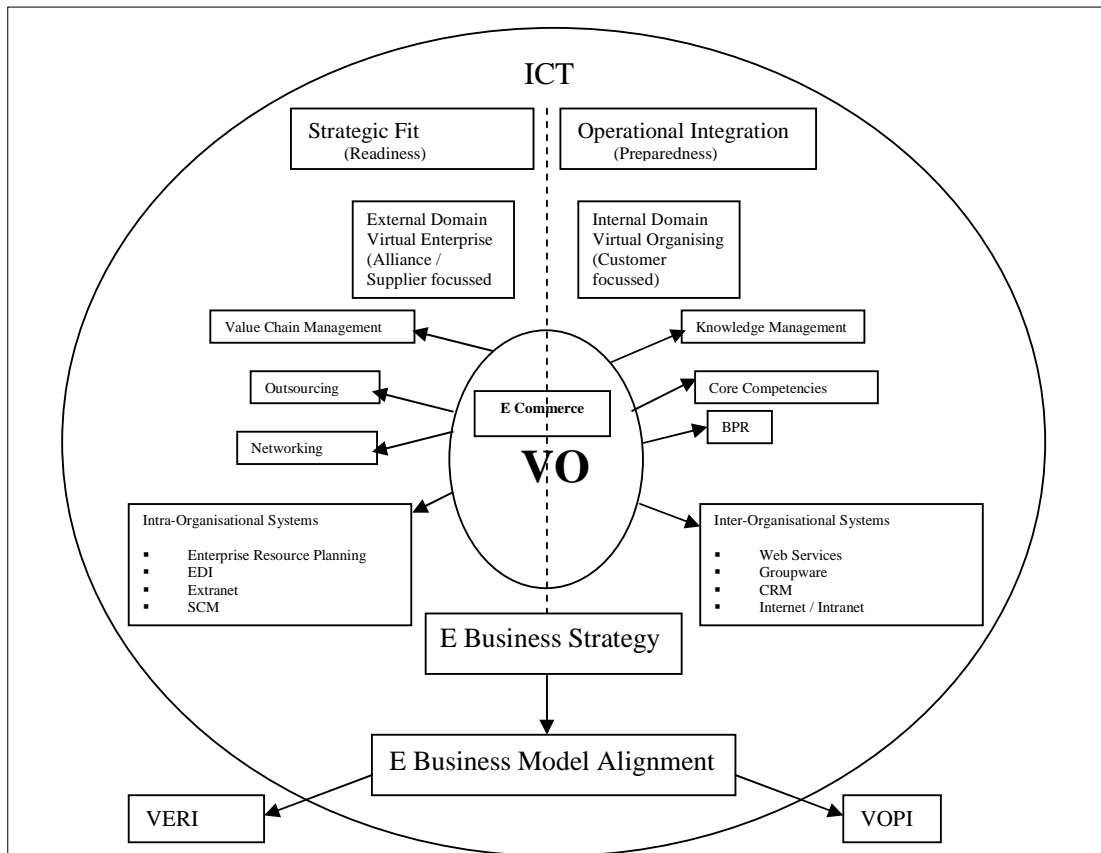 ICT
Strategic Fit
(Readiness)
Operational Integration
(Preparedness)
External Domain
Virtual Enterprise
(Alliance /
Supplier focussed
Internal Domain
Virtual Organising
(Customer
focussed)
Value Chain Management
Knowledge Management
Outsourcing
E Commerce
Core Competencies
BPR
Networking
VO
Intra-Organisational Systems
▪ Enterprise Resource Planning
▪ EDI
▪ Extranet
▪ SCM
Inter-Organisational Systems
▪ Web Services
▪ Groupware
▪ CRM
▪ Internet / Intranet
E Business Strategy
E Business Model Alignment
VERI
VOPI